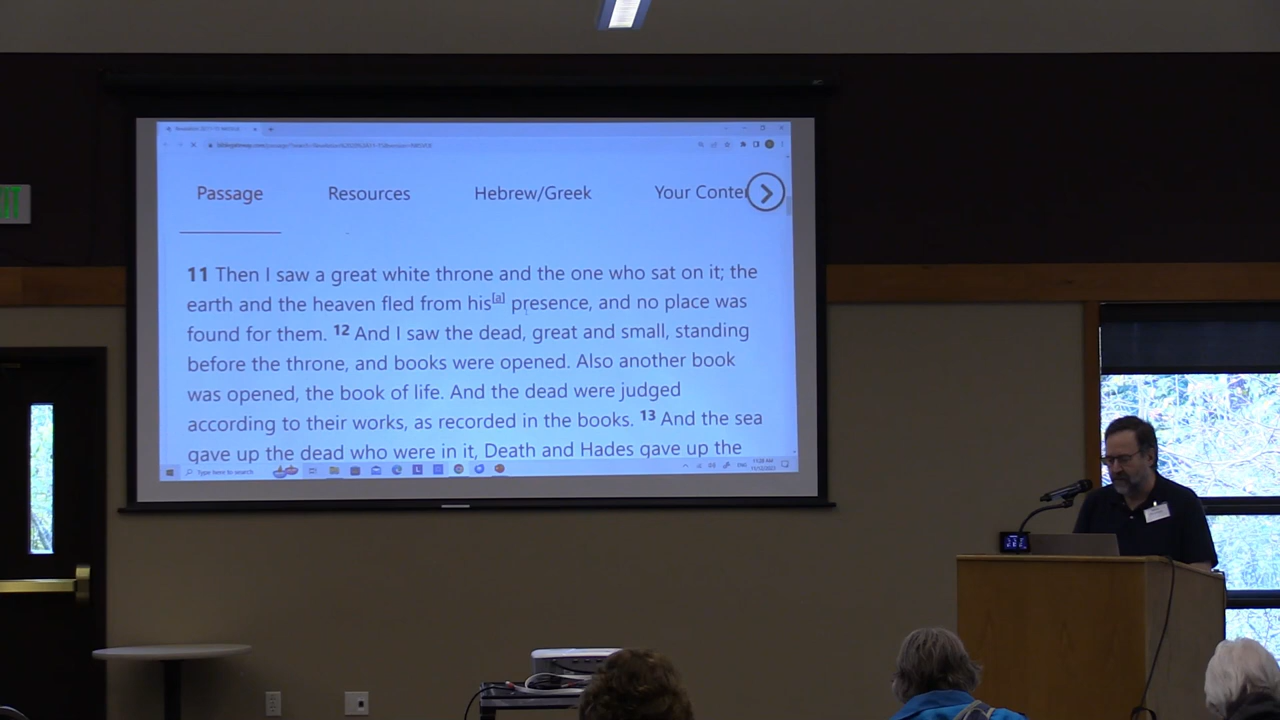 Passage
Resources
Hebrew/Greek
Your Conte
11 Then I saw a great white throne and the one who sat on it; the
earth and the heaven fled from his[a] presence, and no place was
found for them. 12 And I saw the dead, great and small, standing
before the throne, and books were opened. Also another book
was opened, the book of life. And the dead were judged
according to their works, as recorded in the books. 13 And the sea
gave up the dead who were in it, Death and Hades gave up the
Type here to search